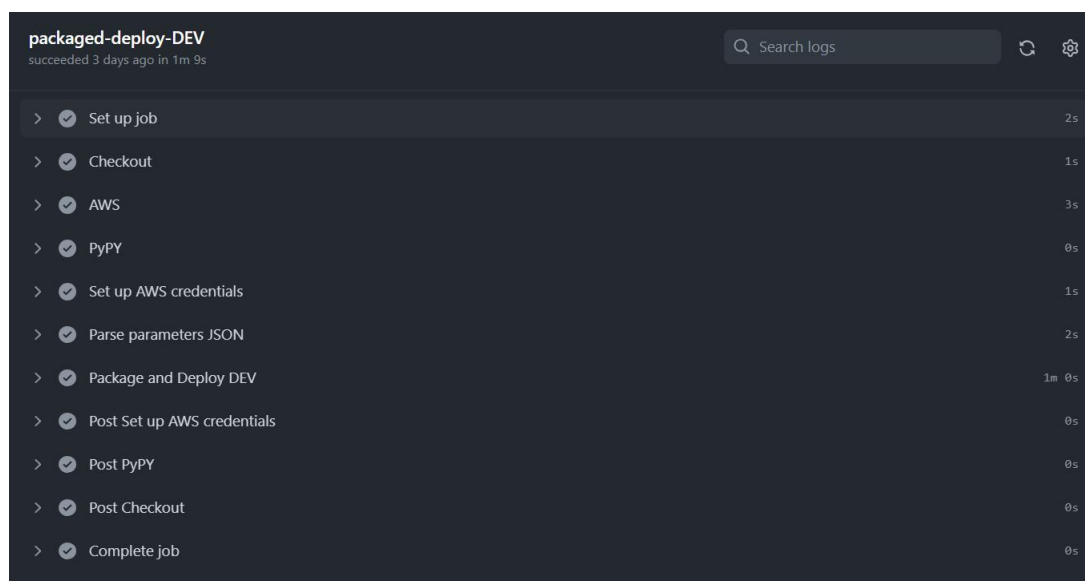 packaged-deploy-DEV
succeeded 3 days ago in 1m 9s
Search logs
Set up job 2s
Checkout 1s
AWS 3s
PyPY 0s
Set up AWS credentials 1s
Parse parameters JSON 2s
Package and Deploy DEV 1m 0s
Post Set up AWS credentials 0s
Post PyPY 0s
Post Checkout 0s
Complete job 0s